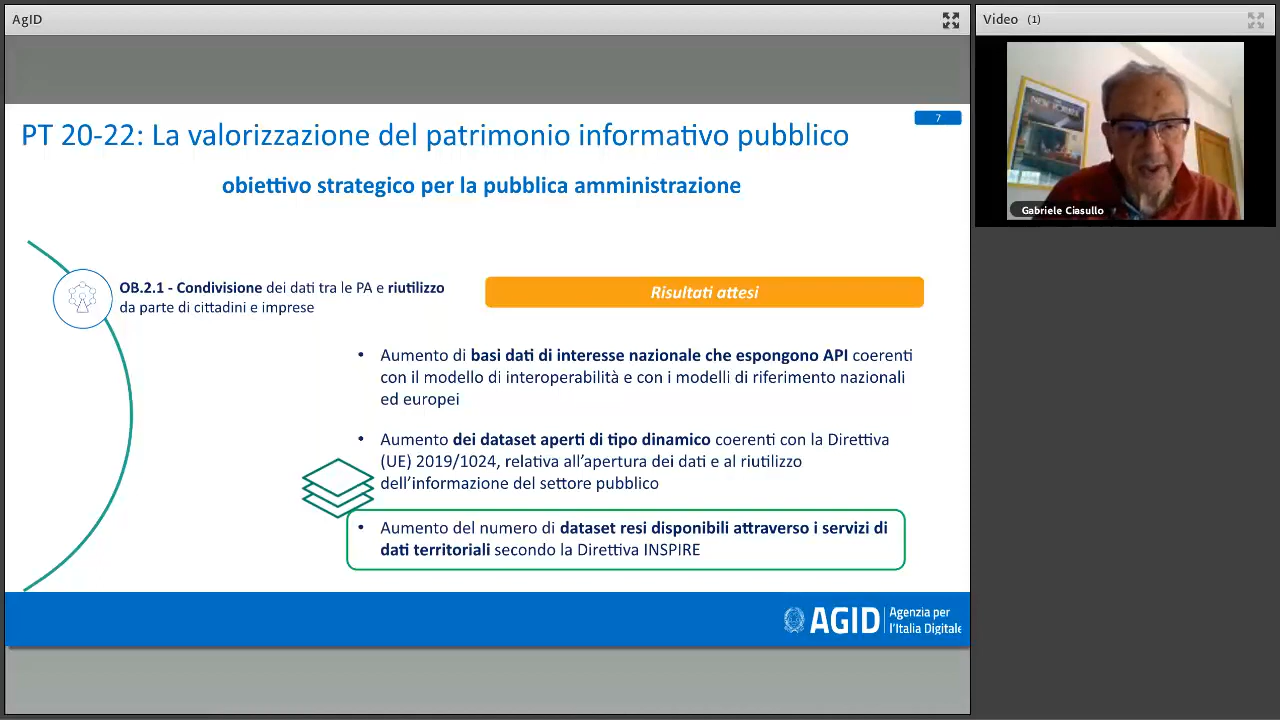 AgID
Video (1)
NEW YORKER
Gabriele Ciasullo
7
PT 20-22: La valorizzazione del patrimonio informativo pubblico
obiettivo strategico per la pubblica amministrazione
OB.2.1 - Condivisione dei dati tra le PA e riutilizzo
da parte di cittadini e imprese
Risultati attesi
• Aumento di basi dati di interesse nazionale che espongono API coerenti
con il modello di interoperabilità e con i modelli di riferimento nazionali
ed europei
• Aumento dei dataset aperti di tipo dinamico coerenti con la Direttiva
(UE) 2019/1024, relativa all’apertura dei dati e al riutilizzo
dell’informazione del settore pubblico
• Aumento del numero di dataset resi disponibili attraverso i servizi di
dati territoriali secondo la Direttiva INSPIRE
AGID
Agenzia per
l’Italia Digitale